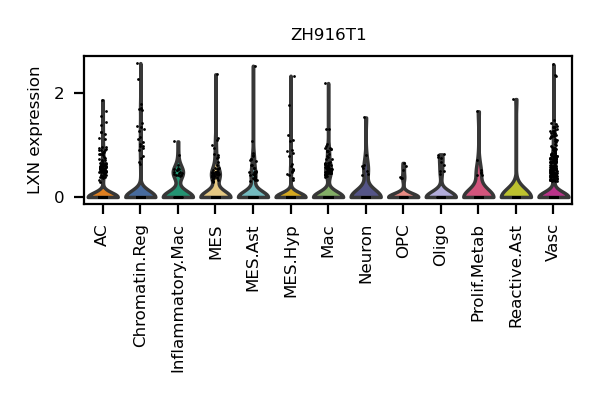 ZH916T1
LXN expression
2
0
AC
Chromatin.Reg
Inflammatory.Mac
MES
MES.Ast
MES.Hyp
Mac
Neuron
OPC
Oligo
Prolif.Metab
Reactive.Ast
Vasc